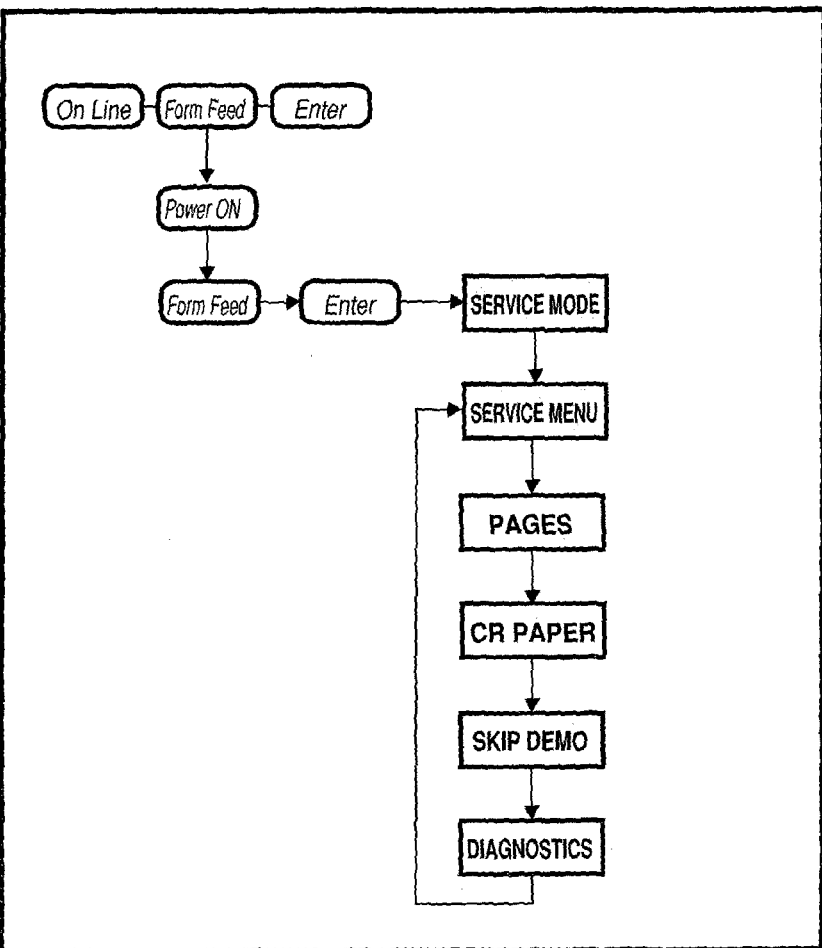 On Line Form Feed Enter
Power ON
Form Feed Enter SERVICE MODE
SERVICE MENU
PAGES
CR PAPER
SKIP DEMO
DIAGNOSTICS